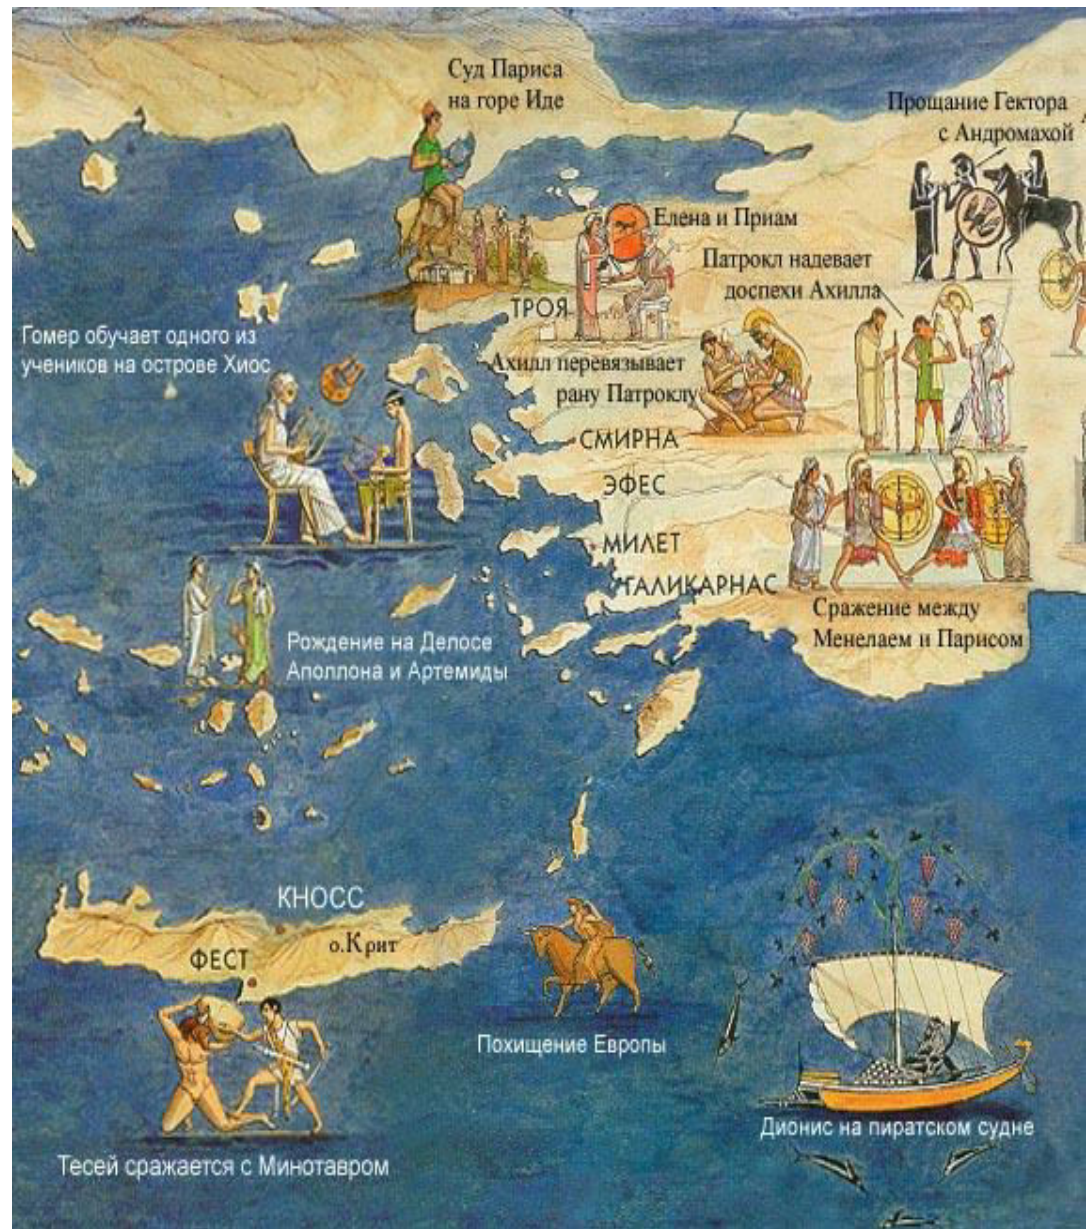 Суд Париса
на горе Иде
Прощание Гектора
с Андромахой
Елена и Приам
Патрокл надевает
доспехи Ахилла
ТРОЯ
Гомер обучает одного из
учеников на острове Хиос
Ахилл перевязывает
рану Патроклу
СМИРНА
ЭФЕС
МИЛЕТ
ГАЛИКАРНАС
Сражение между
Менелаем и Парисом
Рождение на Делосе
Аполлона и Артемиды
КНОСС
о.Крит
ФЕСТ
Похищение Европы
Дионис на пиратском судне
Тесей сражается с Минотавром